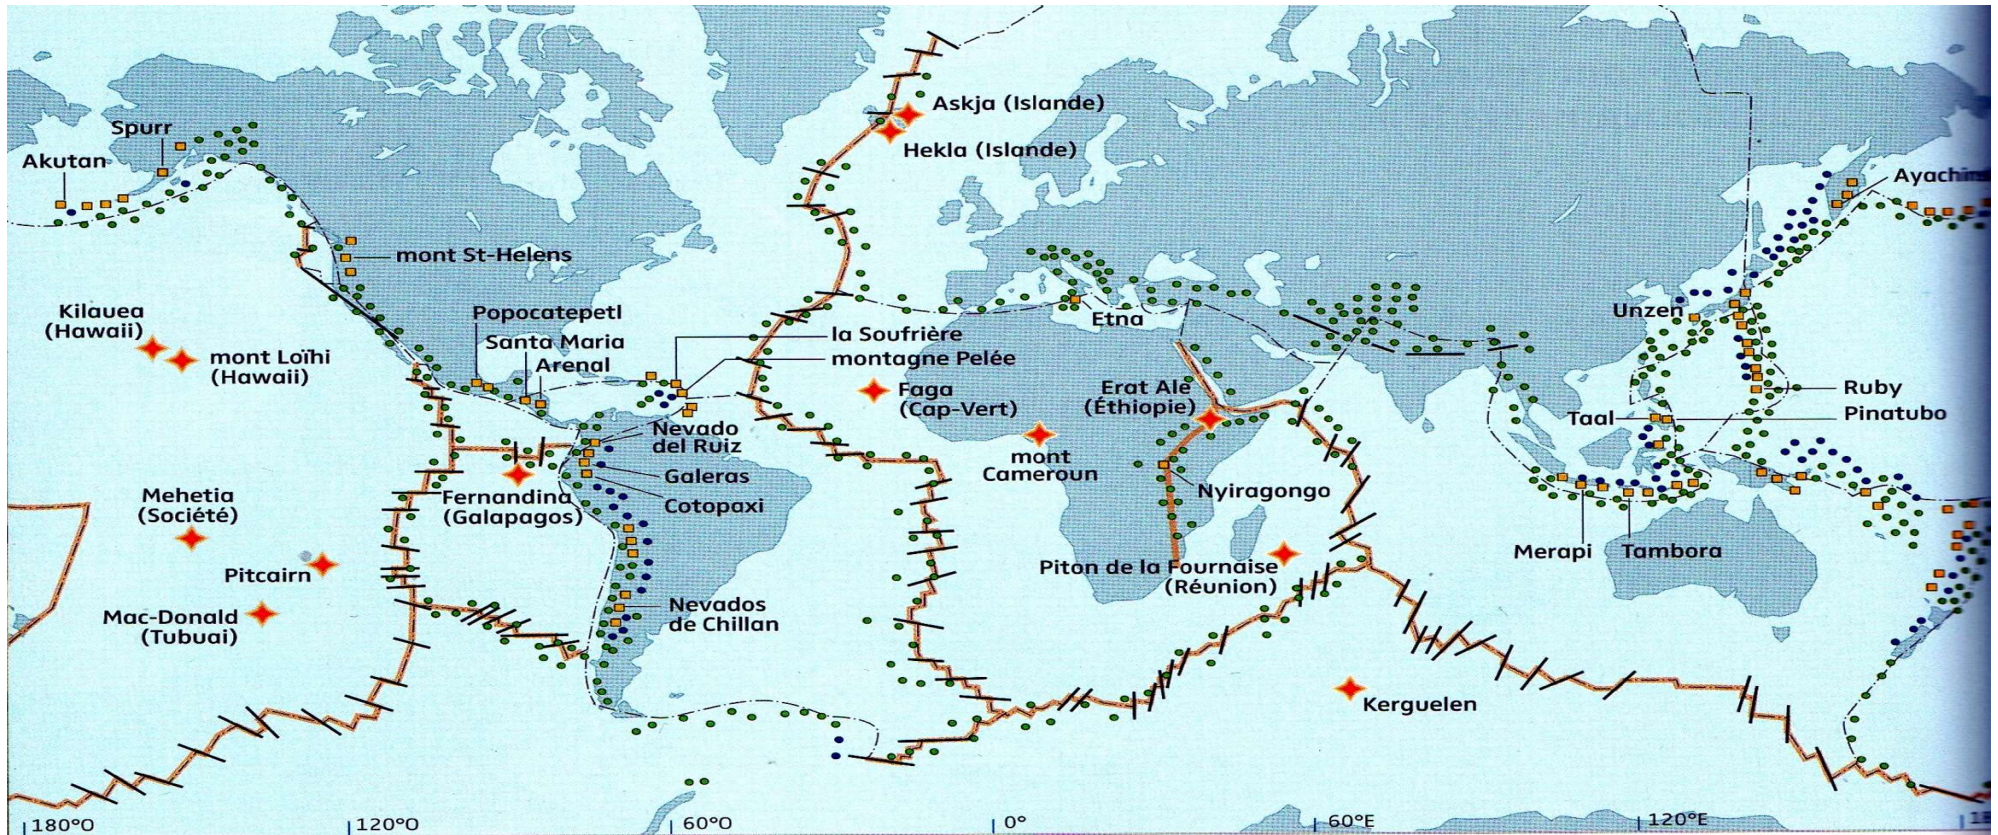 Askja (Islande)
Hekla (Islande)
Spurr
Akutan
mont St-Helens
Kilauea
(Hawaii)
mont Loïhi
(Hawaii)
Popocatepetl
Santa Maria
Arenal
la Soufrière
montagne Pelée
Faga
(Cap-Vert)
Etna
Erat Ale
(Éthiopie)
mont
Cameroun
Nyiragongo
Unzen
Ruby
Pinatubo
Taal
Nevado
del Ruiz
Galeras
Cotopaxi
Fernandina
(Galapagos)
Mehetia
(Société)
Pitcairn
Mac-Donald
(Tubuai)
Nevados
de Chillan
Piton de la Fournaise
(Réunion)
Merapi
Tambora
Kerguelen
180°O
120°O
60°O
0°
60°E
120°E